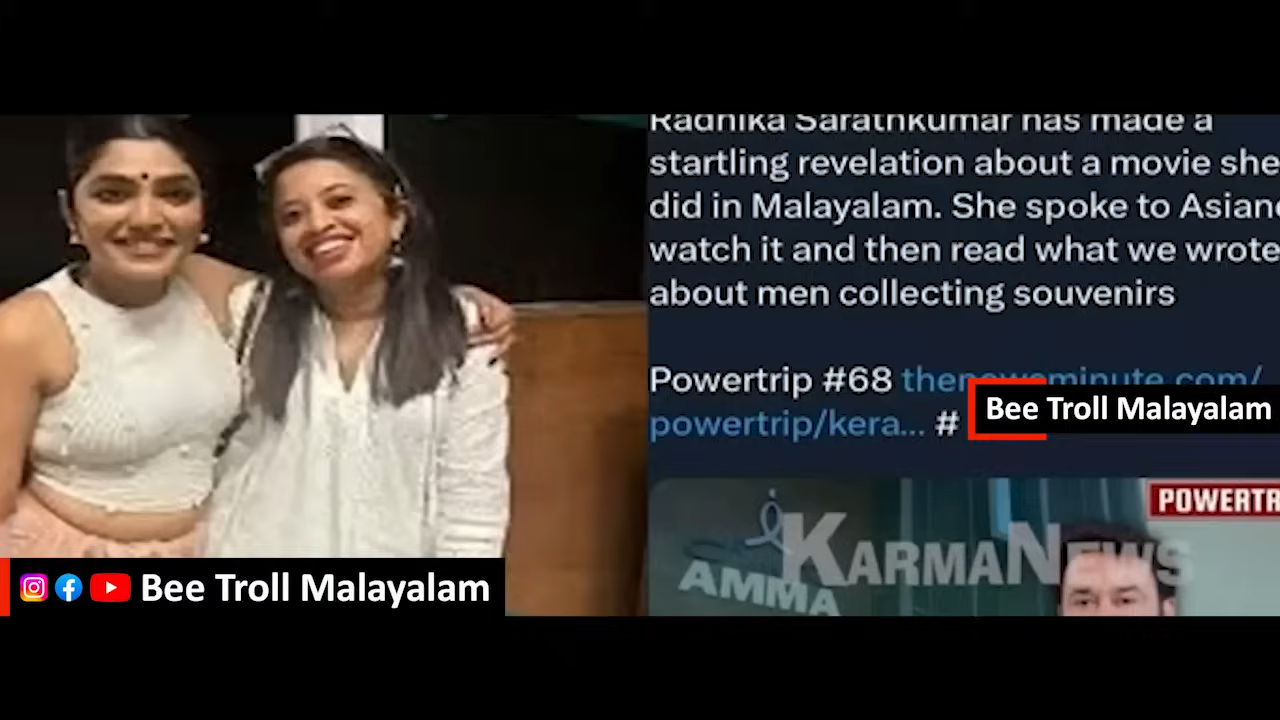 Radhika Sarathkumar has made a
startling revelation about a movie she
did in Malayalam. She spoke to
watch it and then read what we wrote
about men collecting souvenirs
Powertrip #68 thenewsminute.com/
powertrip/kera... #
Bee Troll Malayalam
KARMA NEWS
AMMA
Bee Troll Malayalam